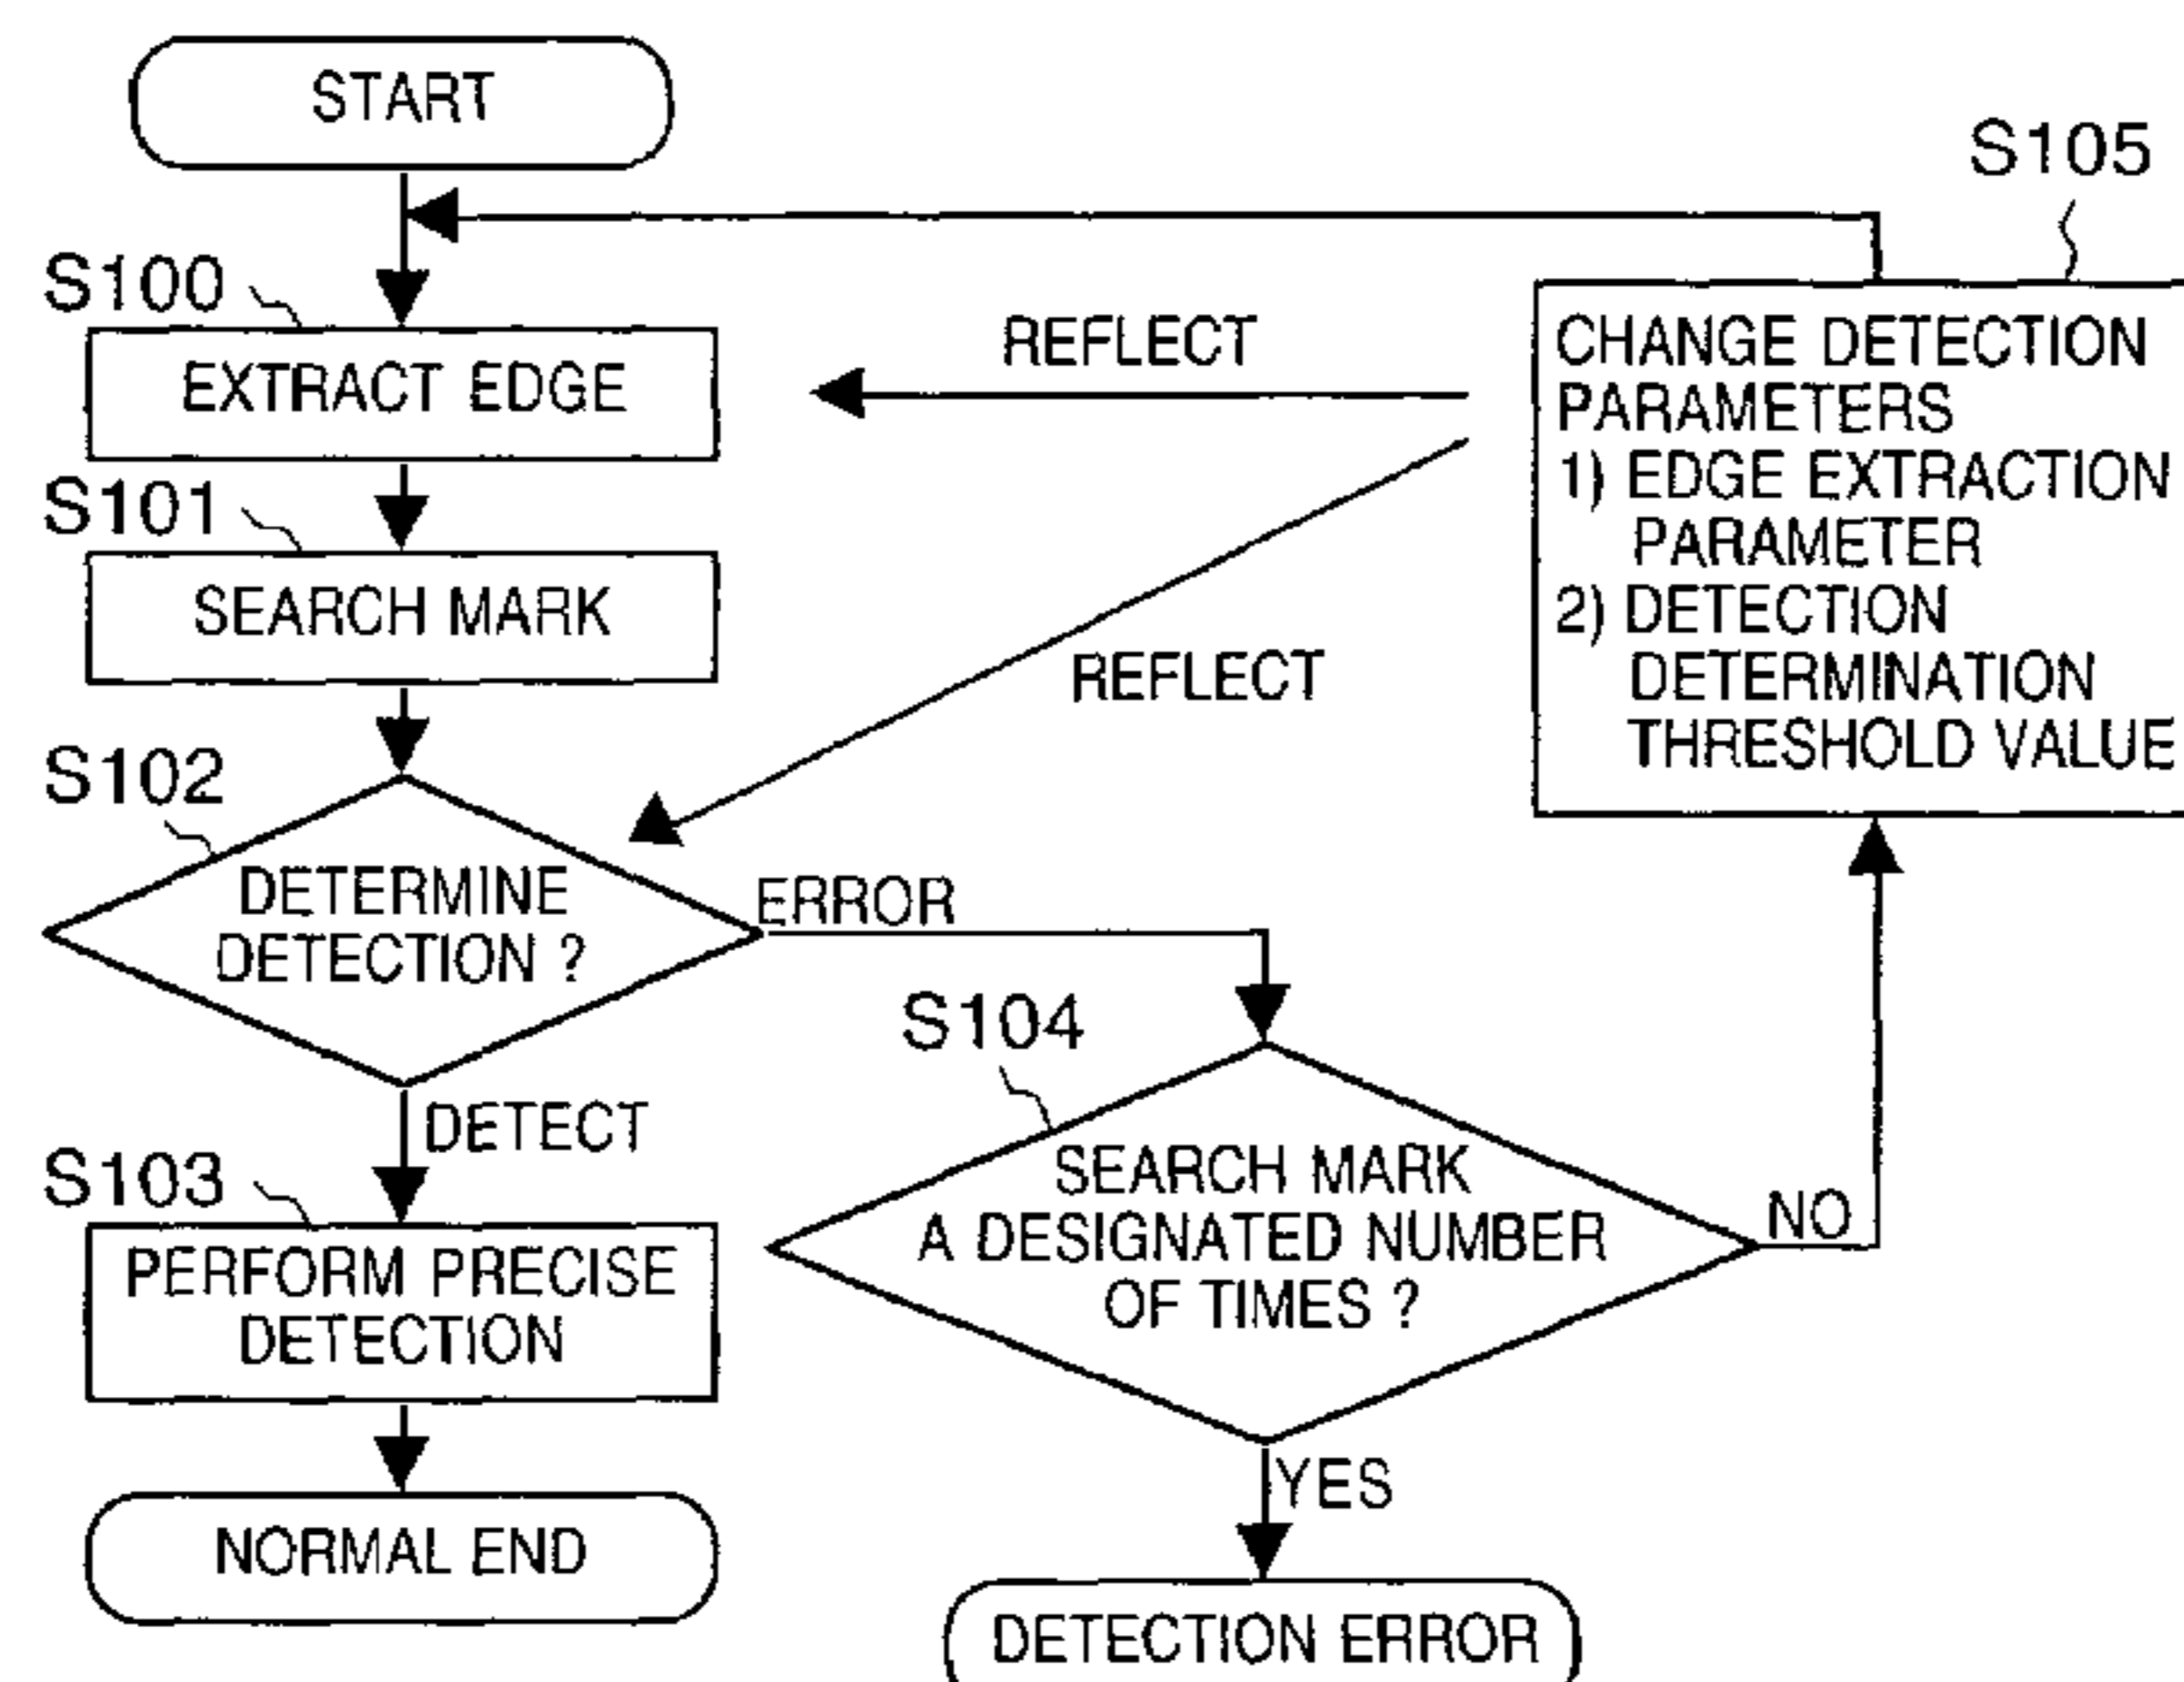 START
S100
EXTRACT EDGE
S101
SEARCH MARK
S102
DETERMINE
DETECTION ?
ERROR
DETECT
S103
PERFORM PRECISE
DETECTION
NORMAL END
S104
SEARCH MARK
A DESIGNATED NUMBER
OF TIMES ?
NO
YES
DETECTION ERROR
S105
CHANGE DETECTION
PARAMETERS
1) EDGE EXTRACTION
PARAMETER
2) DETECTION
DETERMINATION
THRESHOLD VALUE
REFLECT
REFLECT